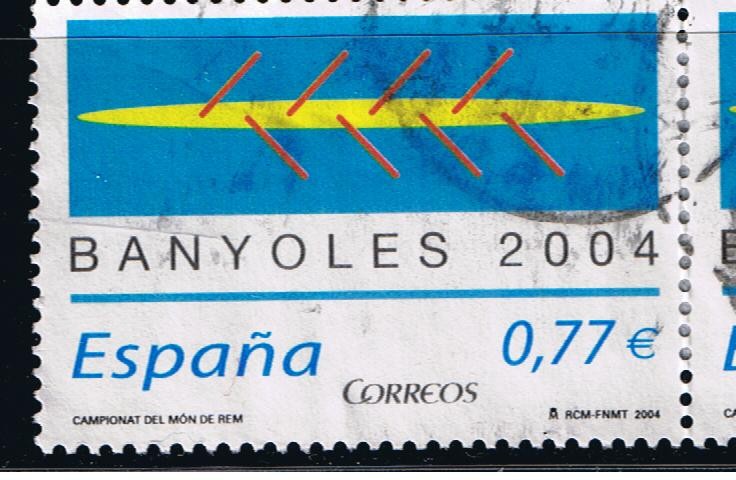 BANYOLES 2004
España 0,77 €
CORREOS
CAMPIONAT DEL MÓN DE REM RCM-FNMT 2004